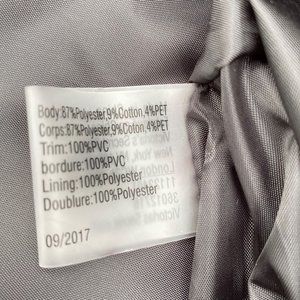 Body:87%Polyester,9%Cotton,4%PET
Corps:87%Polyester,9%Cotton,4%PET
Trim:100%PVC
bordure:100%PVC
Lining:100%Polyester
Doublure:100%Polyester
09/2017